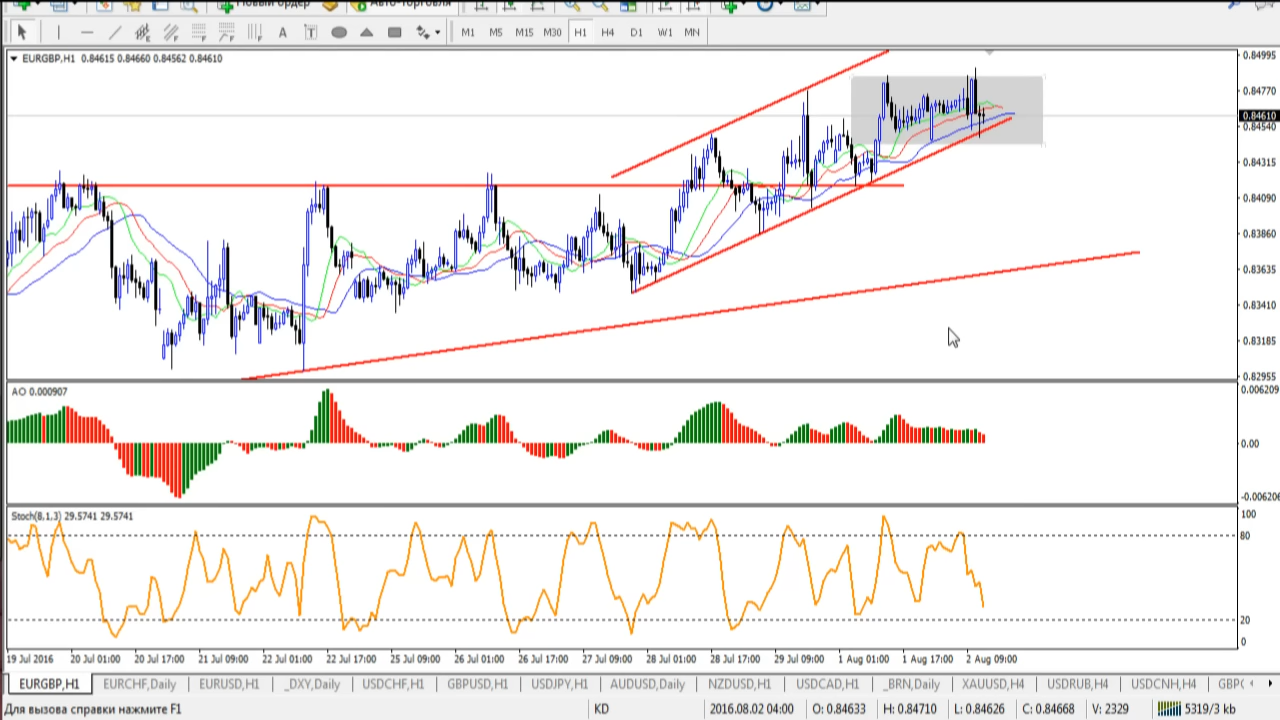 Новый ордер Авто-торговля
A T M1 M5 M15 M30 H1 H4 D1 W1 MN
EURGBP,H1 0.84615 0.84660 0.84562 0.84610
0.84995
0.84770
0.84610
0.84540
0.84315
0.84090
0.83860
0.83635
0.83410
0.83185
0.82955
AO 0.000907
0.006209
0.00
-0.006206
Stoch(8,1,3) 29.5741 29.5741
100
80
20
0
19 Jul 2016 20 Jul 01:00 20 Jul 17:00 21 Jul 09:00 22 Jul 01:00 22 Jul 17:00 25 Jul 09:00 26 Jul 01:00 26 Jul 17:00 27 Jul 09:00 28 Jul 01:00 28 Jul 17:00 29 Jul 09:00 1 Aug 01:00 1 Aug 17:00 2 Aug 09:00
EURGBP,H1 EURCHF,Daily EURUSD,H1 _DXY,Daily USDCHF,H1 GBPUSD,H1 USDJPY,H1 AUDUSD,Daily NZDUSD,H1 USDCAD,H1 _BRN,Daily XAUUSD,H4 USDRUB,H4 USDCNH,H4 GBP
Для вызова справки нажмите F1 KD 2016.08.02 04:00 O: 0.84633 H: 0.84710 L: 0.84626 C: 0.84668 V: 2329 5319/3 kb